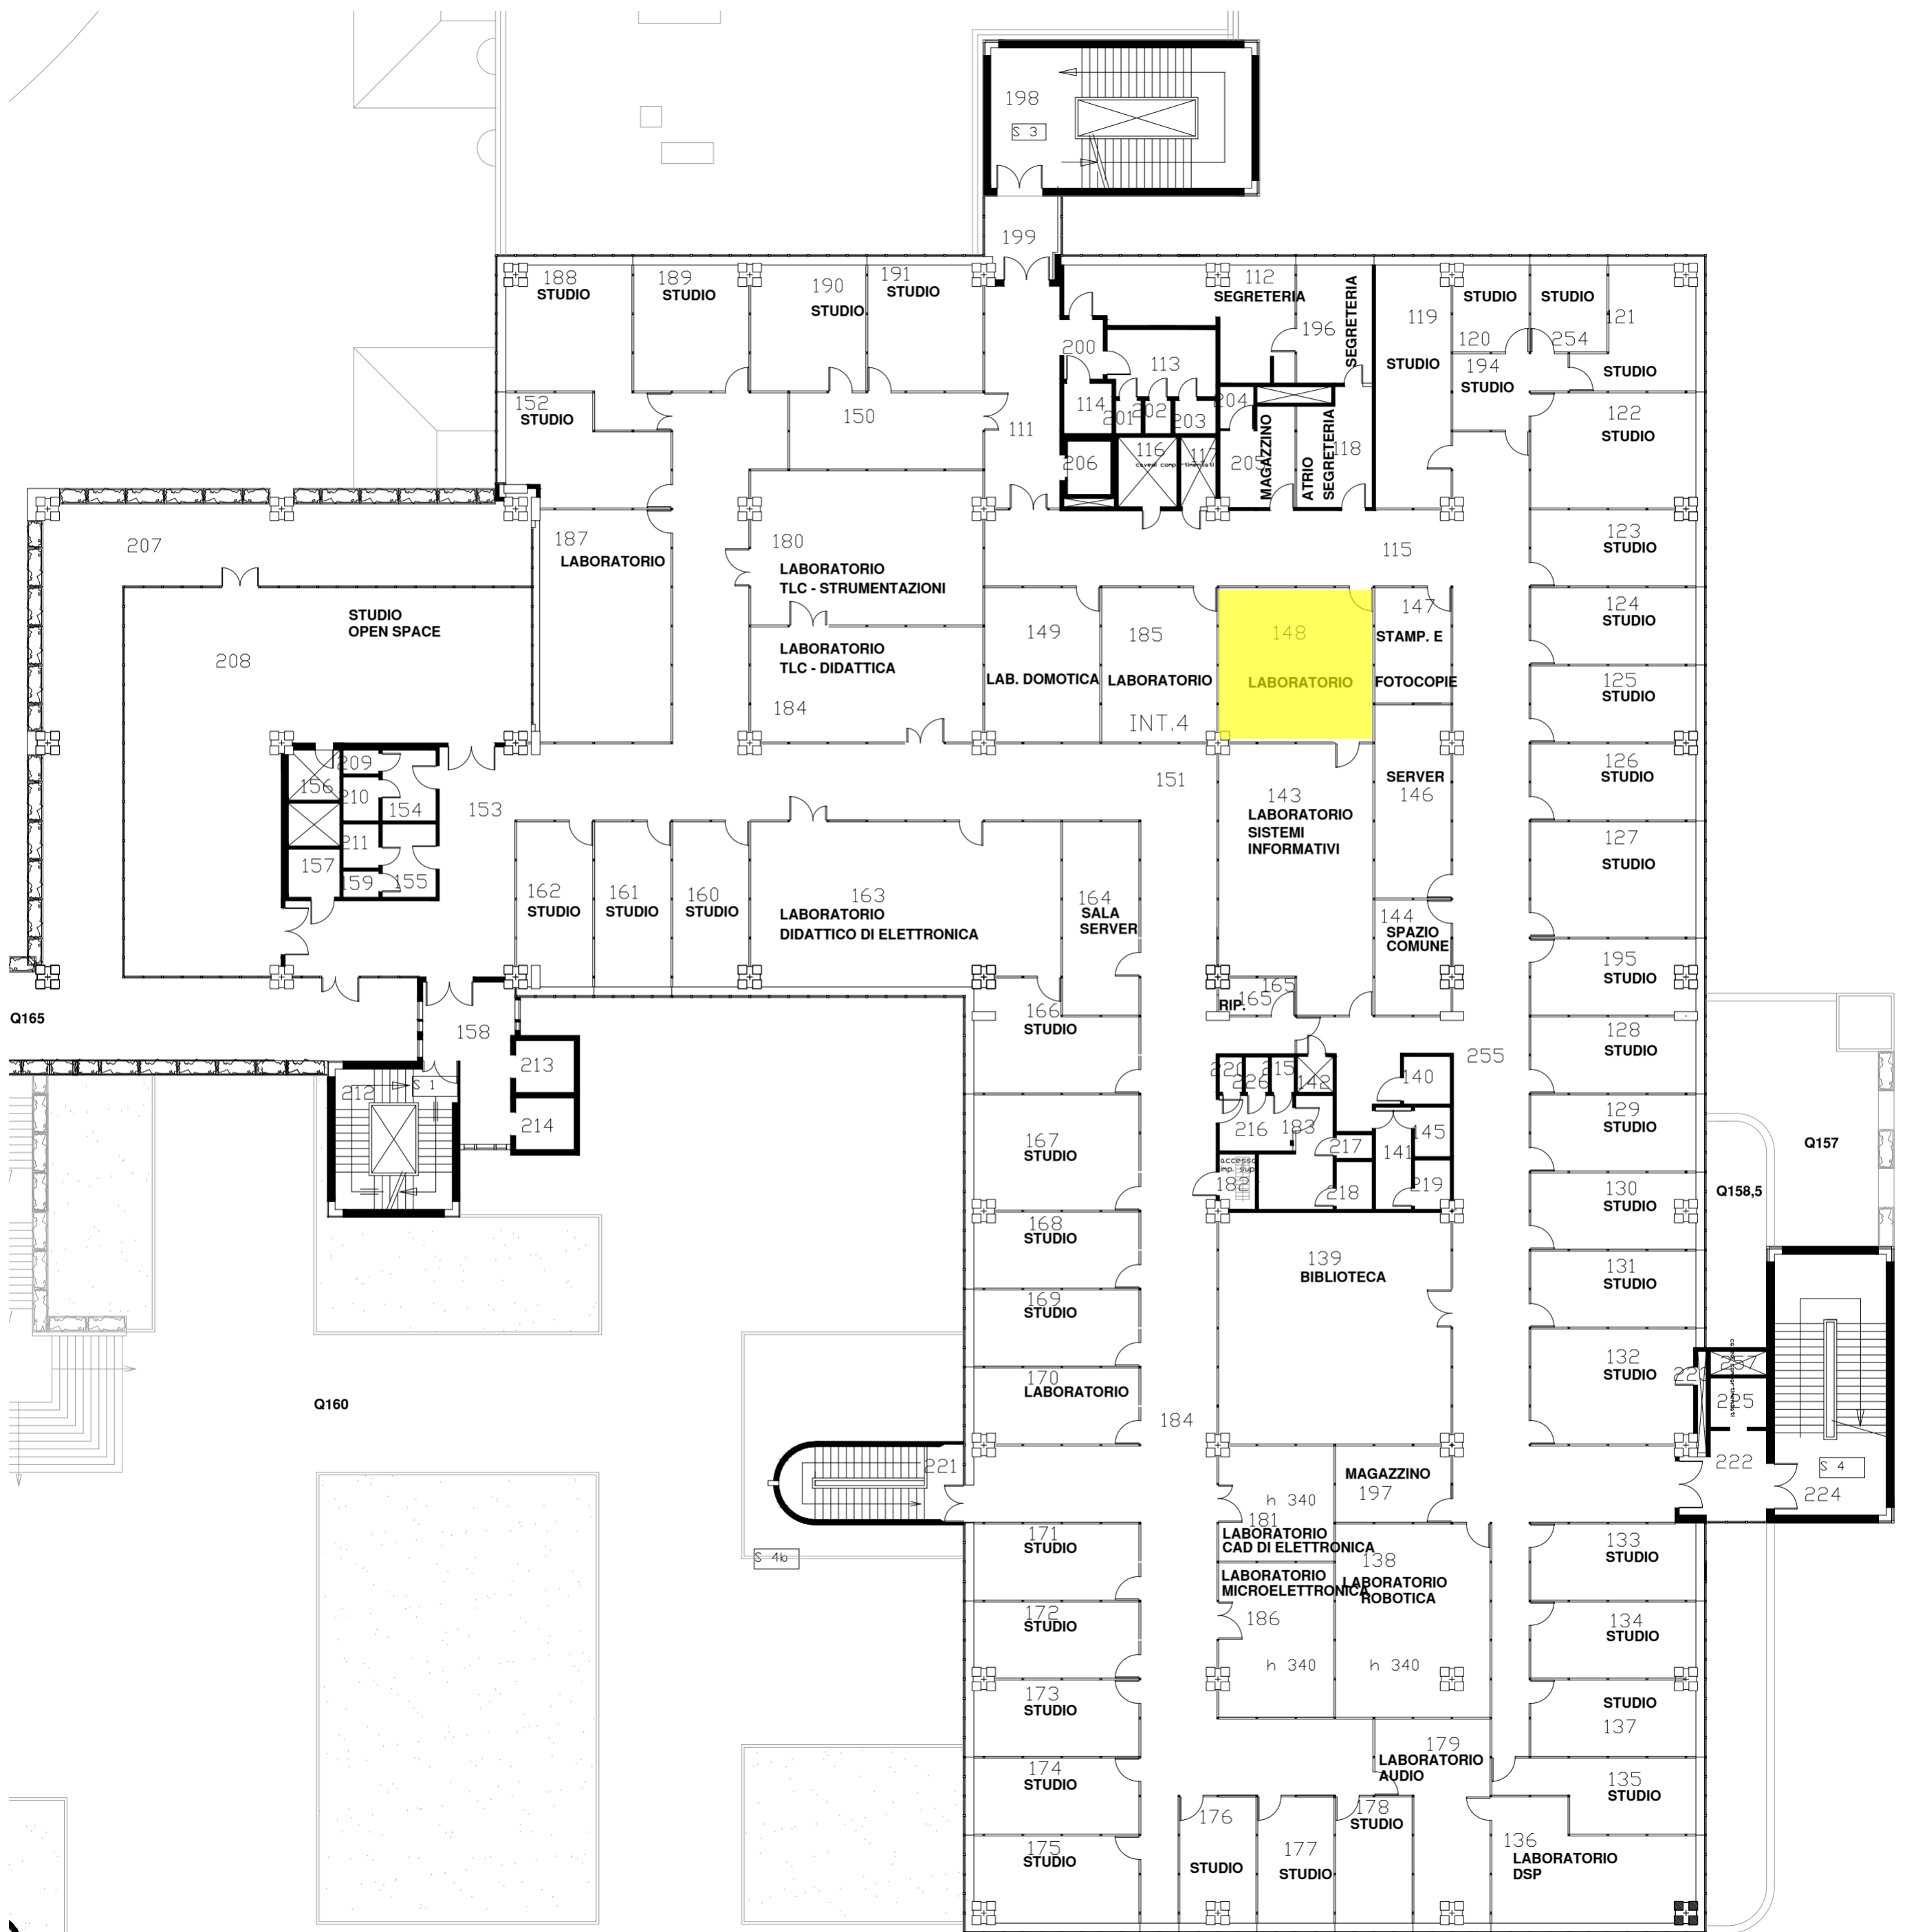 198
S 3
199
188
STUDIO
189
STUDIO
190
STUDIO
191
STUDIO
112
SEGRETERIA
196
SEGRETERIA
119
STUDIO
STUDIO
120
STUDIO
254
121
STUDIO
194
STUDIO
200
113
114
201
202
203
204
152
STUDIO
150
111
206
116
117
205
MAGAZZINO
ATRIO
SEGRETERIA
118
122
STUDIO
207
187
LABORATORIO
180
LABORATORIO
TLC - STRUMENTAZIONI
115
123
STUDIO
STUDIO
OPEN SPACE
208
LABORATORIO
TLC - DIDATTICA
184
149
LAB. DOMOTICA
185
LABORATORIO
INT.4
148
LABORATORIO
147
STAMP. E
FOTOCOPIE
124
STUDIO
125
STUDIO
156
209
210
154
211
157
159
155
153
151
143
LABORATORIO
SISTEMI
INFORMATIVI
SERVER
146
126
STUDIO
127
STUDIO
162
STUDIO
161
STUDIO
160
STUDIO
163
LABORATORIO
DIDATTICO DI ELETTRONICA
164
SALA
SERVER
144
SPAZIO
COMUNE
195
STUDIO
Q165
158
213
214
212
S 1
166
STUDIO
165
RIP.
165
255
128
STUDIO
220
226
215
142
140
216
183
217
141
145
accesso
imp. sup
182
218
219
167
STUDIO
129
STUDIO
Q157
130
STUDIO
Q158,5
168
STUDIO
139
BIBLIOTECA
131
STUDIO
169
STUDIO
170
LABORATORIO
132
STUDIO
225
222
S 4
224
Q160
184
221
S 4b
MAGAZZINO
197
h 340
181
LABORATORIO
CAD DI ELETTRONICA
LABORATORIO
MICROELETTRONICA
186
h 340
138
LABORATORIO
ROBOTICA
h 340
171
STUDIO
133
STUDIO
172
STUDIO
134
STUDIO
173
STUDIO
STUDIO
137
174
STUDIO
179
LABORATORIO
AUDIO
135
STUDIO
175
STUDIO
176
STUDIO
177
STUDIO
178
STUDIO
136
LABORATORIO
DSP